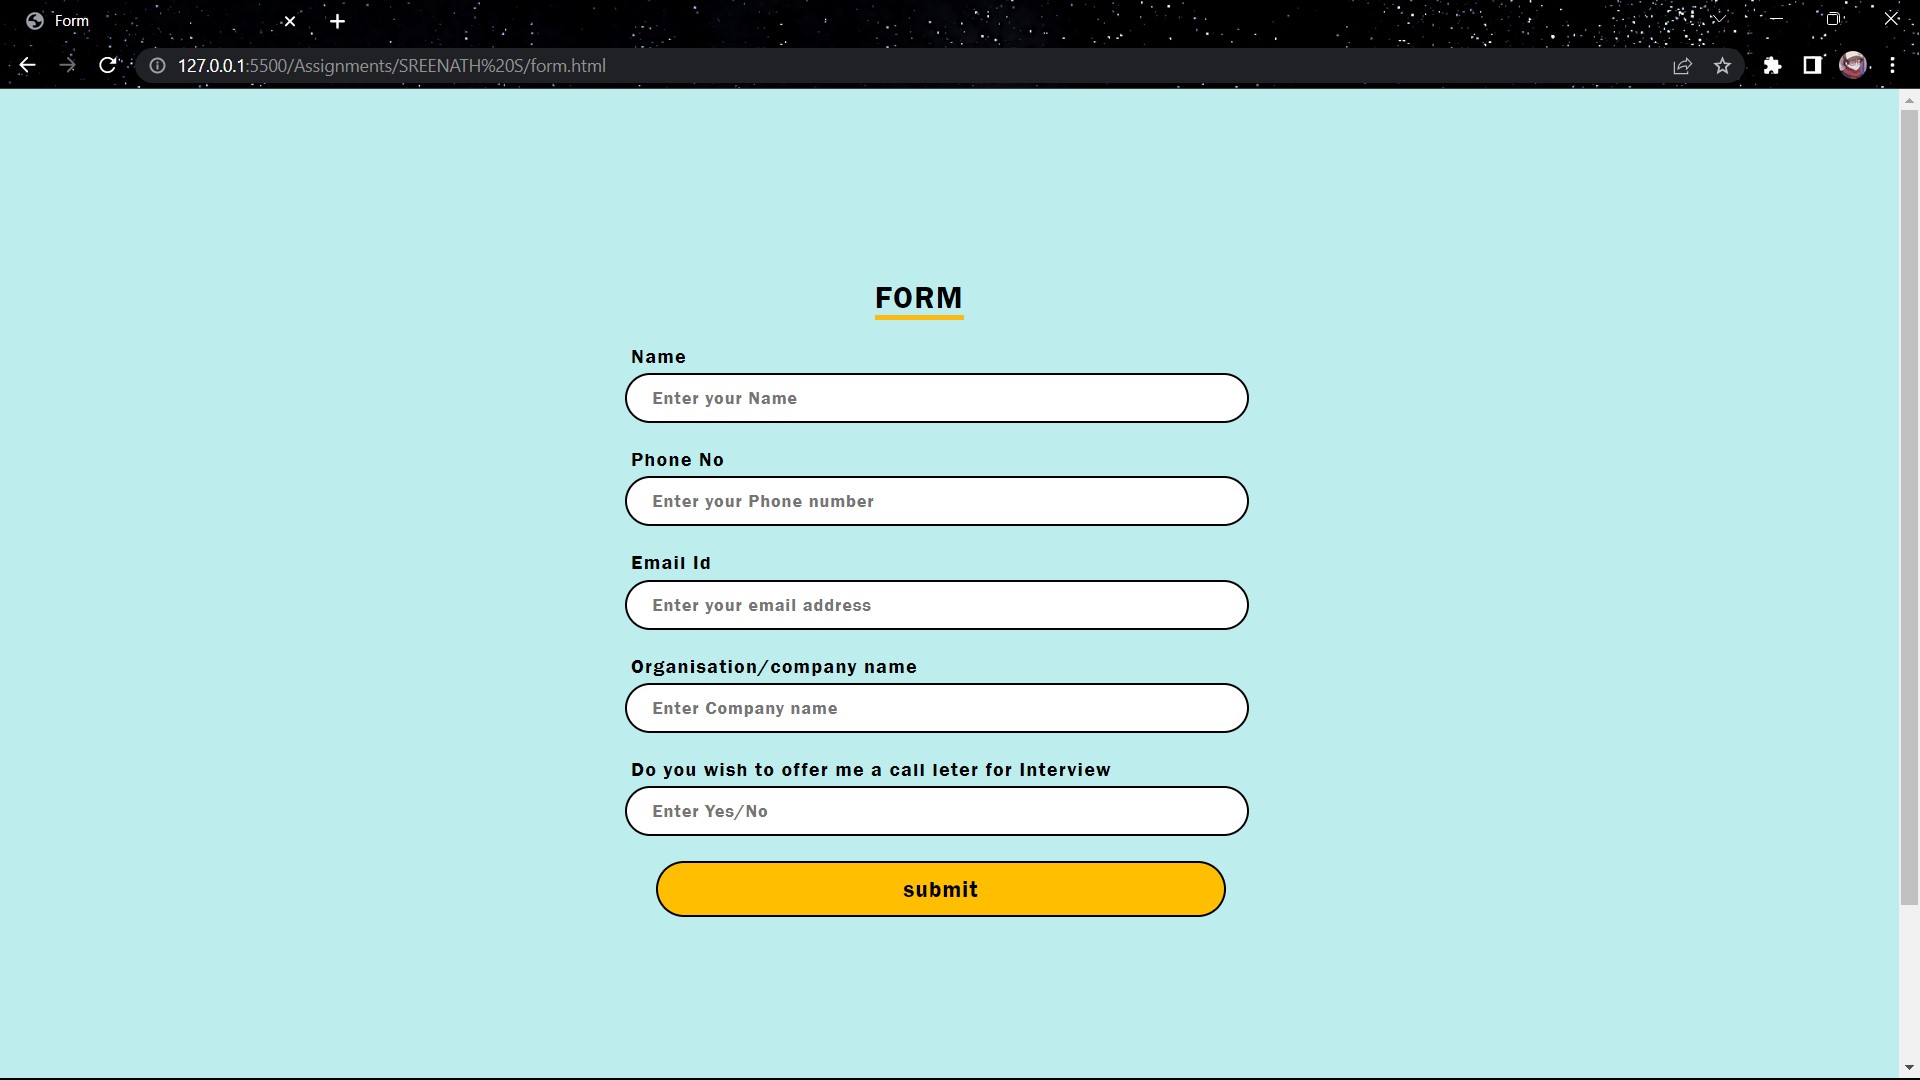 Form
127.0.0.1:5500/Assignments/SREENATH%20S/form.html
FORM
Name
Enter your Name
Phone No
Enter your Phone number
Email Id
Enter your email address
Organisation/company name
Enter Company name
Do you wish to offer me a call leter for Interview
Enter Yes/No
submit